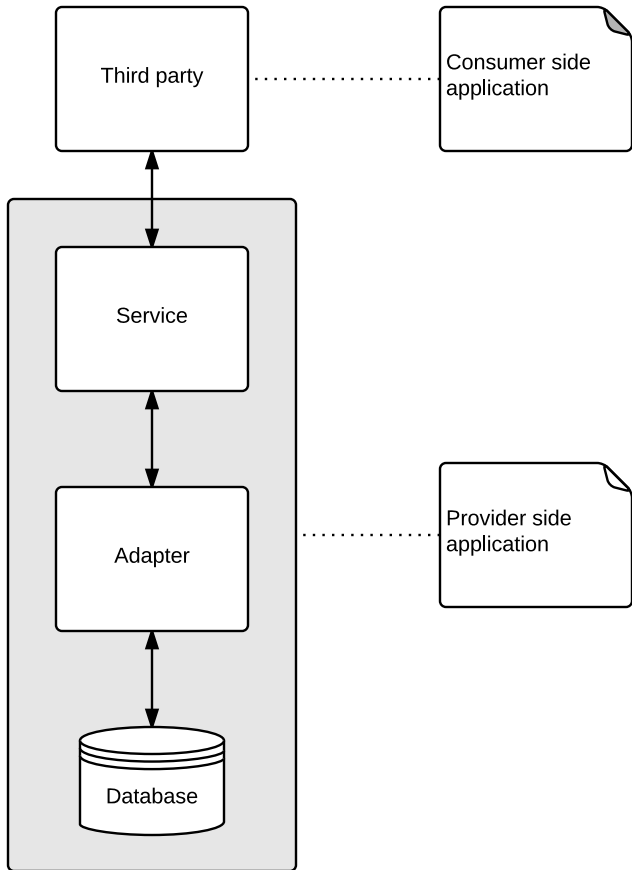 Third party
Consumer side
application
Service
Provider side
application
Adapter
Database